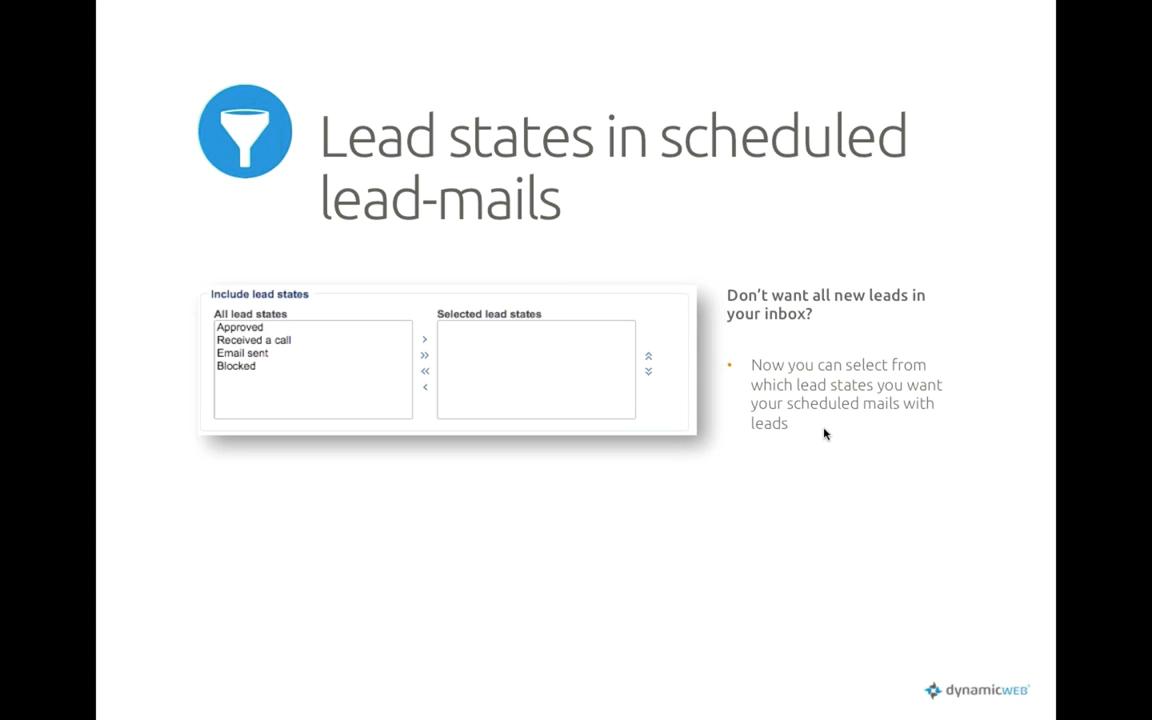 Lead states in scheduled
lead-mails
Include lead states
All lead states
Approved
Received a call
Email sent
Blocked
Selected lead states
Don't want all new leads in
your inbox?
• Now you can select from
which lead states you want
your scheduled mails with
leads
dynamicWEB